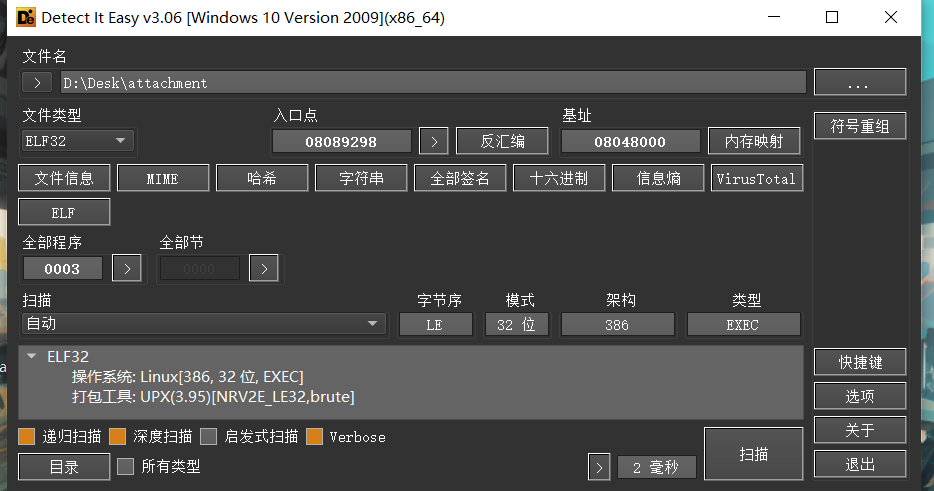 Detect It Easy v3.06 [Windows 10 Version 2009](x86_64)
文件名
> D:\Desk\attachment ...
文件类型 入口点 基址
ELF32 08089298 > 反汇编 08048000 内存映射 符号重组
文件信息 MIME 哈希 字符串 全部签名 十六进制 信息熵 VirusTotal
ELF
全部程序 全部节
0003 > 0000 >
扫描 字节序 模式 架构 类型
自动 LE 32 位 386 EXEC
ELF32
操作系统: Linux[386, 32 位, EXEC]
打包工具: UPX(3.95)[NRV2E_LE32,brute]
快捷键
选项
递归扫描 深度扫描 启发式扫描 Verbose
关于
目录 所有类型 > 2 毫秒 扫描
退出
a